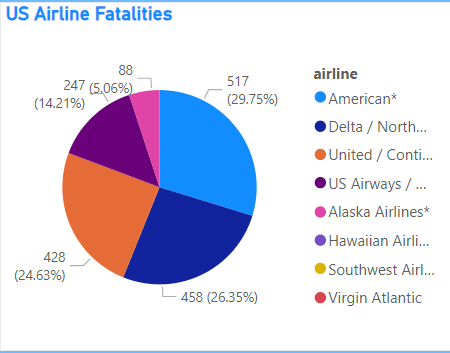 US Airline Fatalities
88
(5.06%)
247
(14.21%)
517
(29.75%)
428
(24.63%)
458 (26.35%)
airline
American*
Delta / North...
United / Conti...
US Airways / ...
Alaska Airlines*
Hawaiian Airli...
Southwest Airl...
Virgin Atlantic